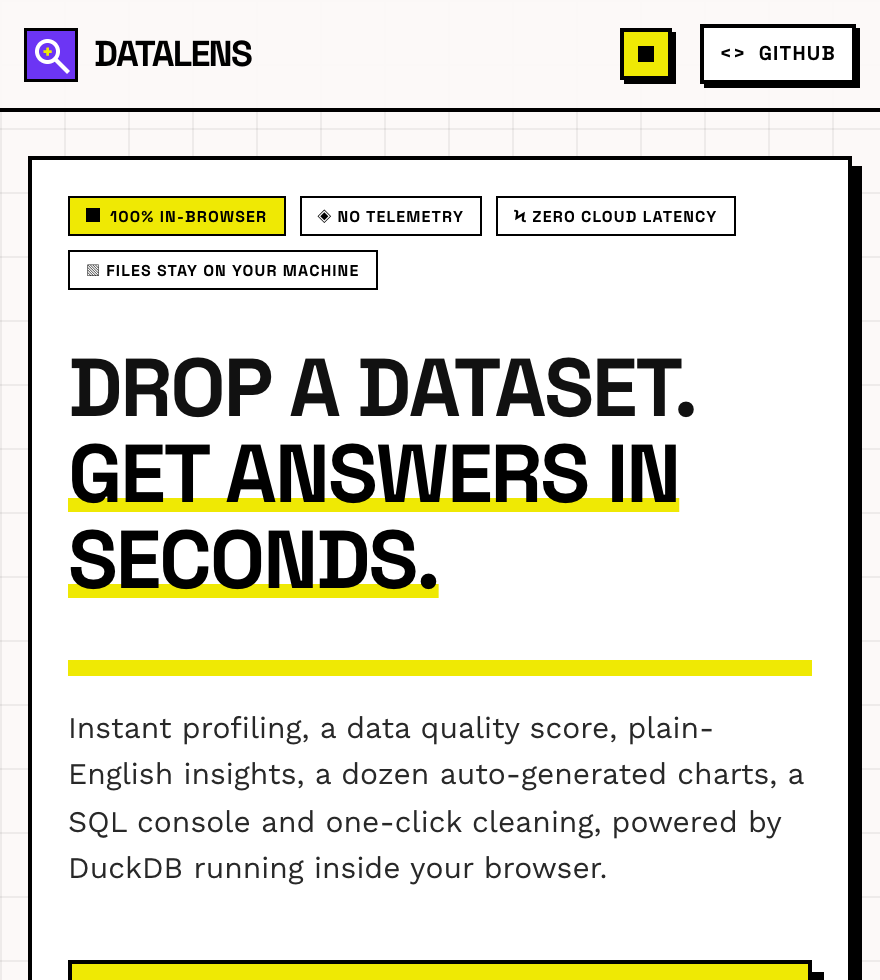 DATALENS
<> GITHUB
■ 100% IN-BROWSER
◈ NO TELEMETRY
Ϟ ZERO CLOUD LATENCY
▧ FILES STAY ON YOUR MACHINE
DROP A DATASET.
GET ANSWERS IN
SECONDS.
Instant profiling, a data quality score, plain-
English insights, a dozen auto-generated charts, a
SQL console and one-click cleaning, powered by
DuckDB running inside your browser.